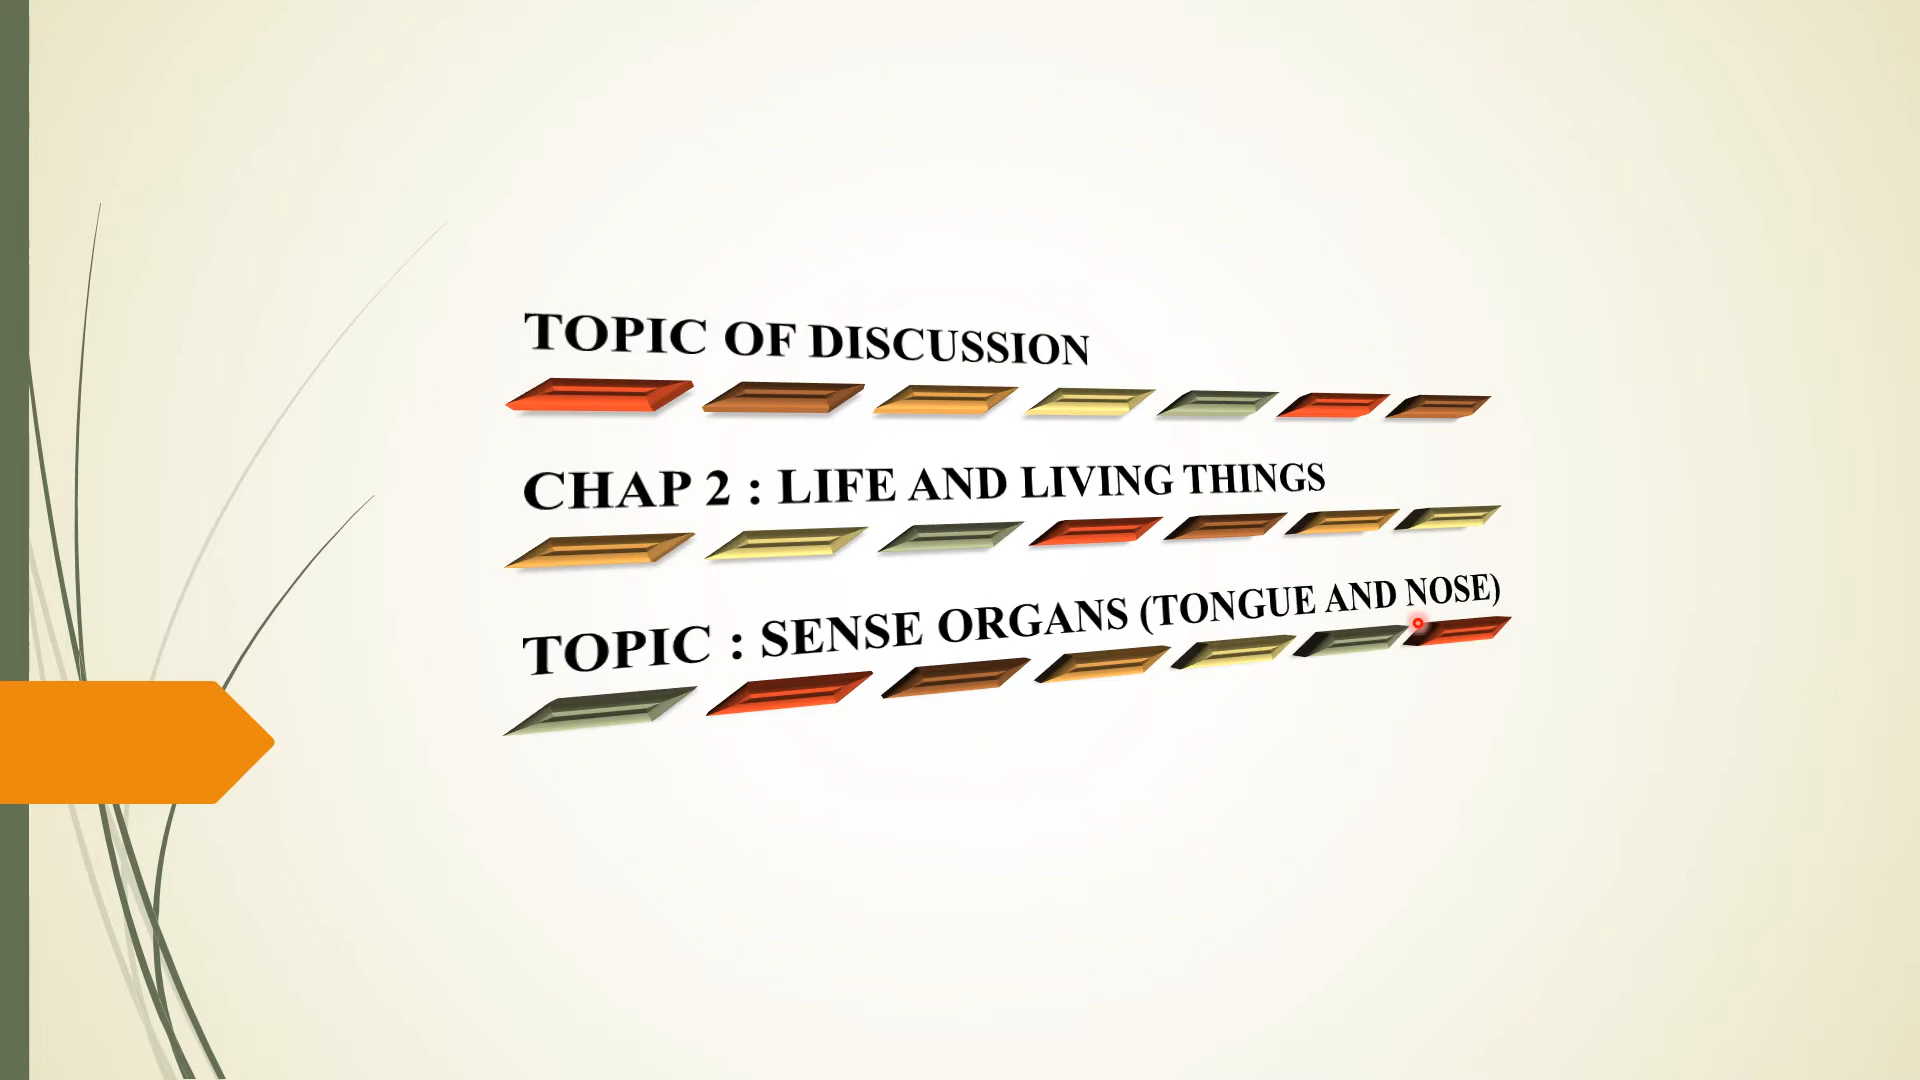 TOPIC OF DISCUSSION
CHAP 2 : LIFE AND LIVING THINGS
TOPIC : SENSE ORGANS (TONGUE AND NOSE)